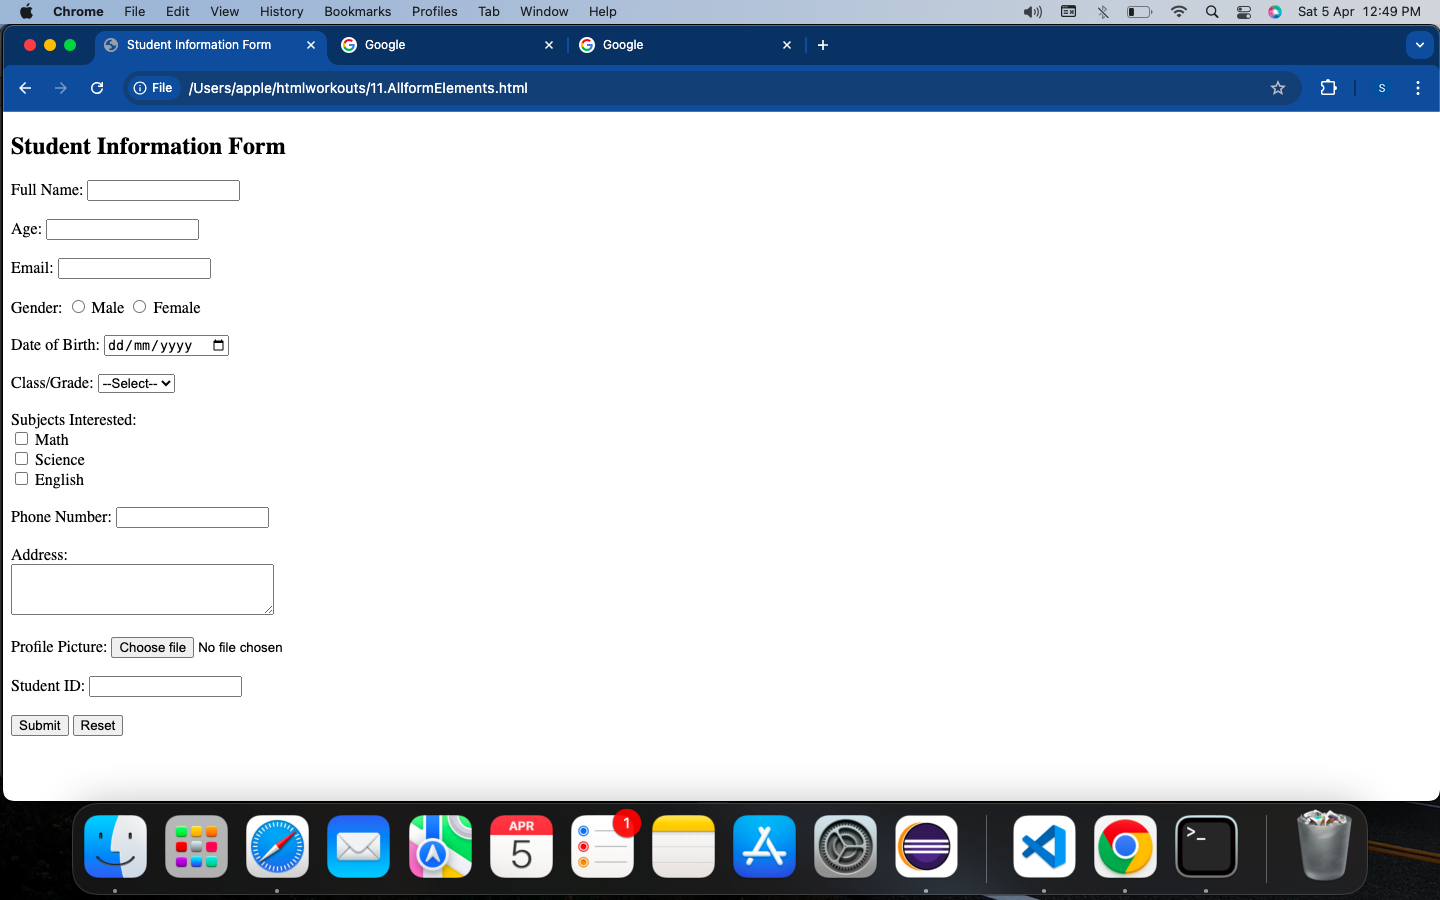 Chrome File Edit View History Bookmarks Profiles Tab Window Help Sat 5 Apr 12:49 PM
Student Information Form Google Google
File /Users/apple/htmlworkouts/11.AllformElements.html S
Student Information Form
Full Name:
Age:
Email:
Gender: Male Female
Date of Birth: dd/mm/yyyy
Class/Grade: --Select--
Subjects Interested:
Math
Science
English
Phone Number:
Address:
Profile Picture: Choose file No file chosen
Student ID:
Submit Reset
APR 1
5
>_